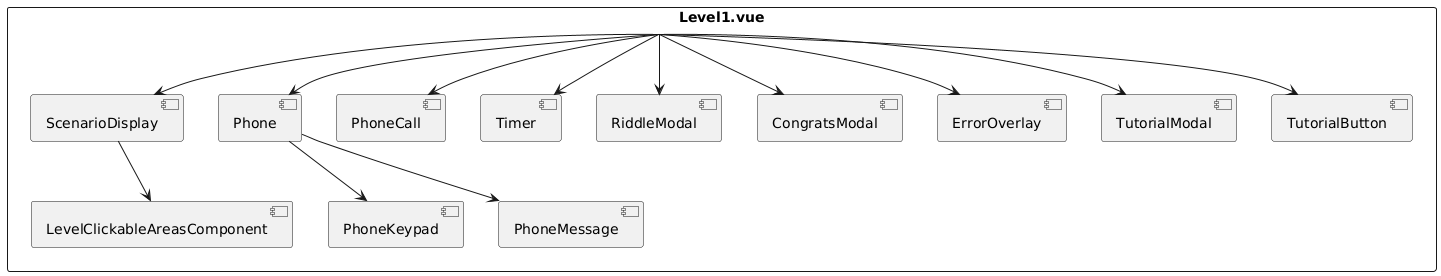 Level1.vue
ScenarioDisplay
Phone
PhoneCall
Timer
RiddleModal
CongratsModal
ErrorOverlay
TutorialModal
TutorialButton
LevelClickableAreasComponent
PhoneKeypad
PhoneMessage